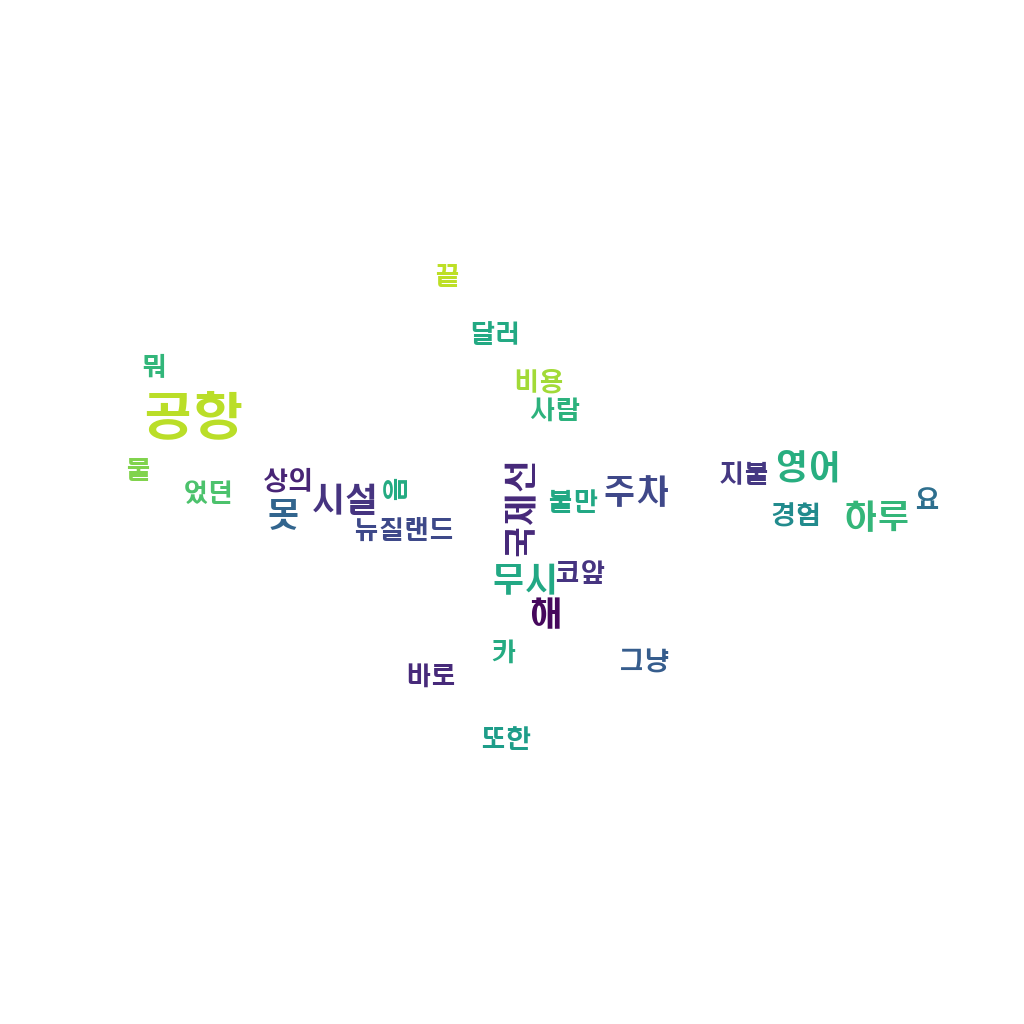 끝
달러
뭐
비용
공항
사람
물
었던
상의
시설
음
못
뉴질랜드
국제선
불만
주차
지불
영어
경험
하루
요
무시
코앞
해
카
바로
그냥
또한